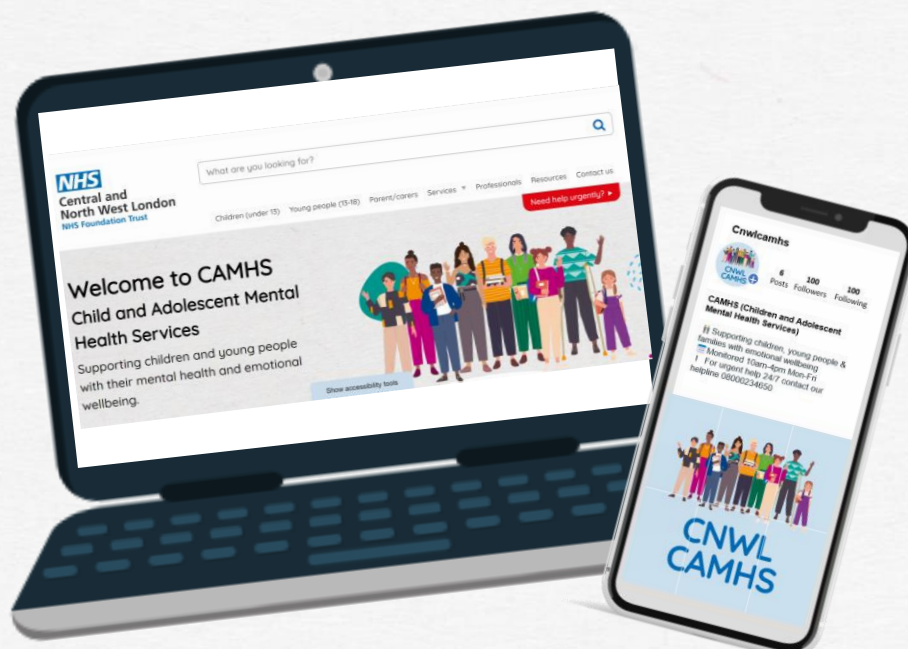 What are you looking for?
NHS
Central and
North West London
NHS Foundation Trust
Children (under 13) Young people (13-18) Parent/carers Services Professionals Resources Contact us
Need help urgently?
Welcome to CAMHS
Child and Adolescent Mental
Health Services
Supporting children and young people
with their mental health and emotional
wellbeing.
Show accessibility tools
Cnwlcamhs
CNWL
CAMHS
6 100 100
Posts Followers Following
CAMHS (Children and Adolescent
Mental Health Services)
Supporting children, young people &
families with emotional wellbeing
Monitored 10am-4pm Mon-Fri
! For urgent help 24/7 contact our
helpline 08000234650
CNWL
CAMHS